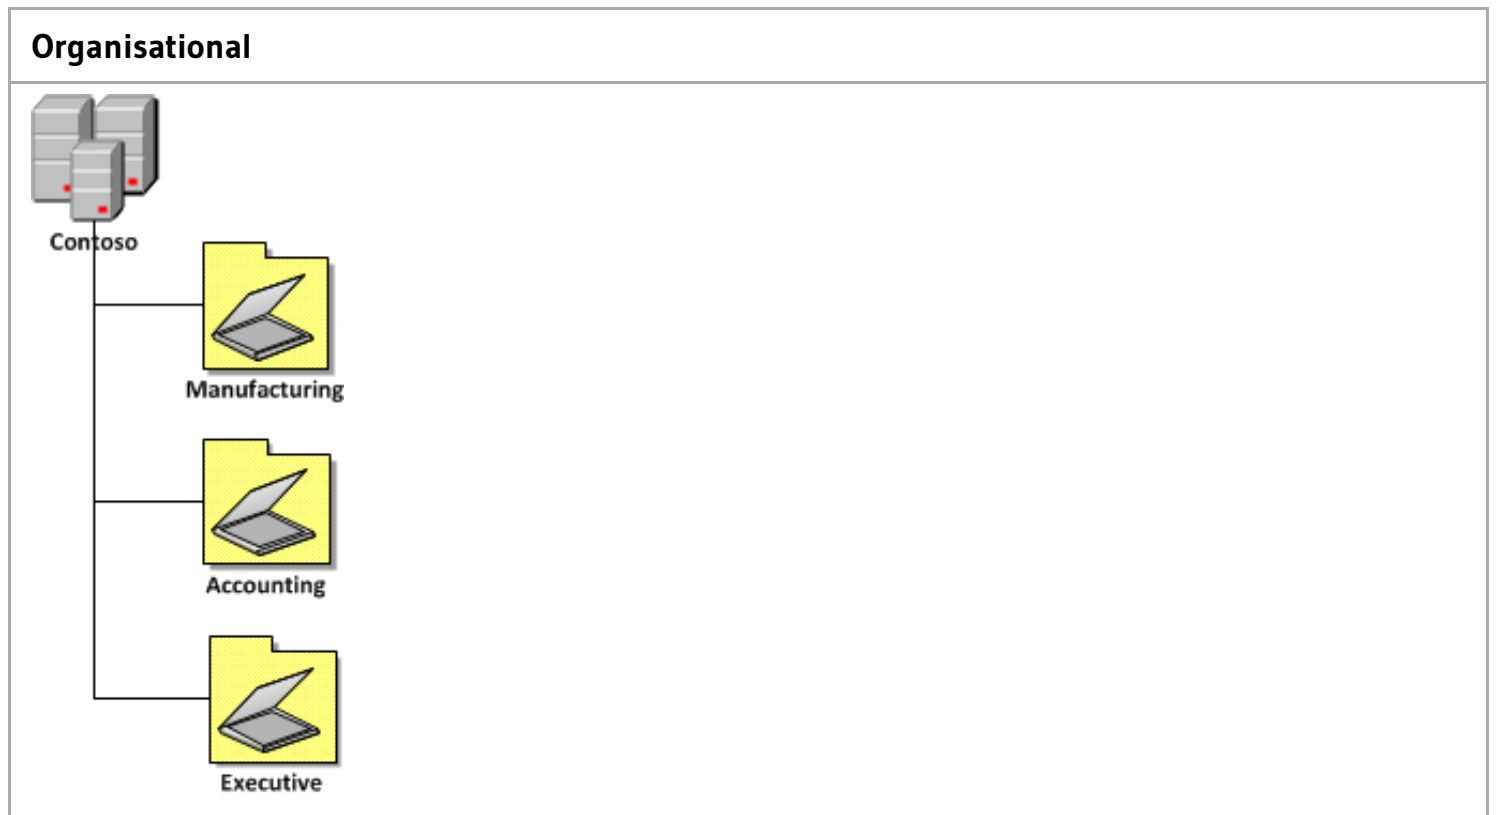 Organisational
Contoso
Manufacturing
Accounting
Executive